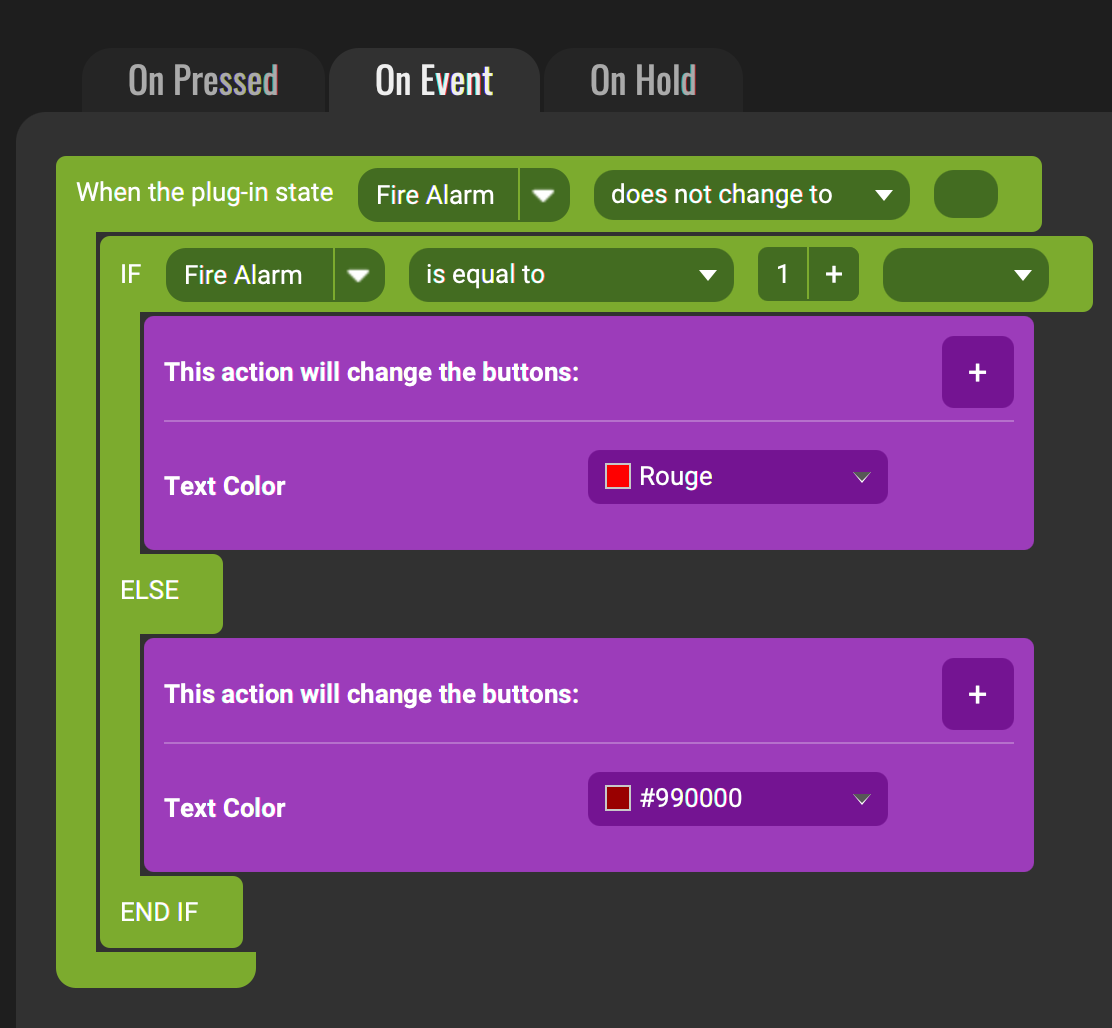 On Pressed On Event On Hold
When the plug-in state Fire Alarm does not change to
IF Fire Alarm is equal to 1 +
This action will change the buttons: +
Text Color Rouge
ELSE
This action will change the buttons: +
Text Color #990000
END IF